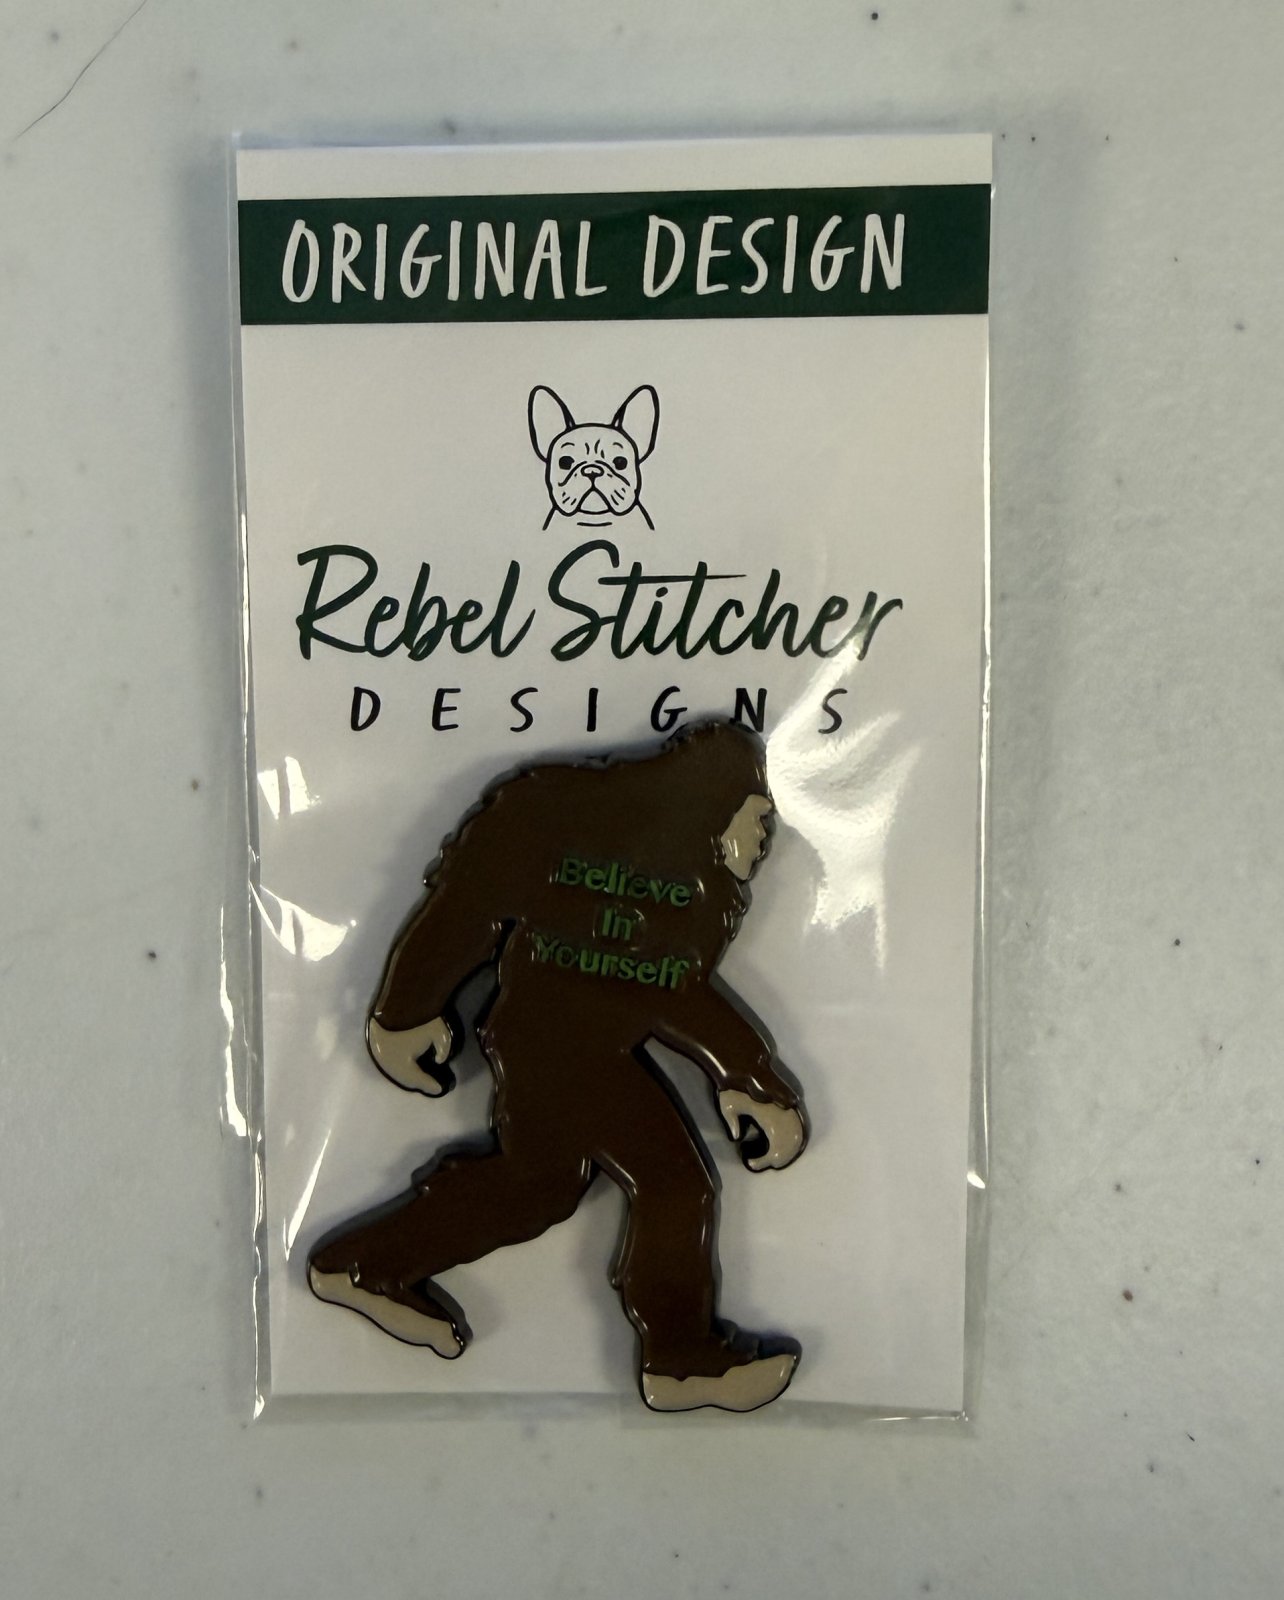 ORIGINAL DESIGN
Rebel Stitcher
DESIGNS
Believe
In
Yourself